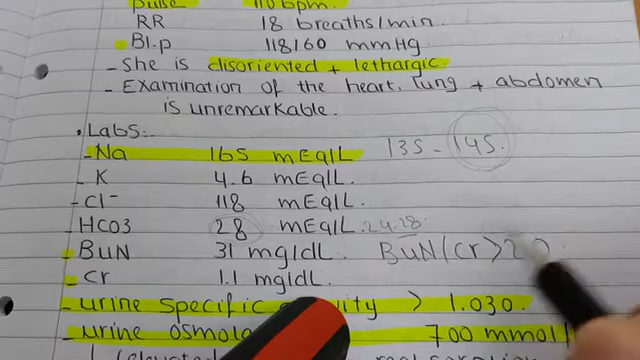 pulse 110 bpm.
RR 18 breaths/min.
Bl.p 118/60 mmHg.
- She is disoriented + lethargic.
- Examination of the heart, lung + abdomen
is unremarkable.
• Labs:-
- Na 165 mEq/L 135 - 145.
- K 4.6 mEq/L.
- Cl- 118 mEq/L.
- HCO3 28 mEq/L. 24-28.
- BUN 31 mg/dL. BUN/Cr > 20
- Cr 1.1 mg/dL.
- urine specific > 1.030.
- urine 700 mmol/